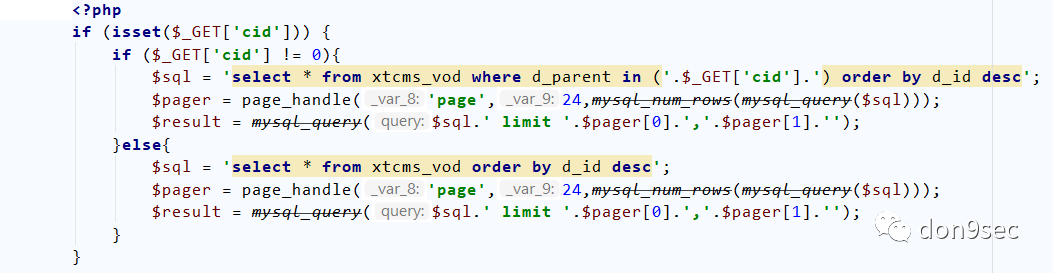 <?php
if (isset($_GET['cid'])) {
if ($_GET['cid'] != 0){
$sql = 'select * from xtcms_vod where d_parent in ('.$_GET['cid'].') order by d_id desc';
$pager = page_handle( _var_8: 'page', _var_9: 24,mysql_num_rows(mysql_query($sql)));
$result = mysql_query( query: $sql.' limit '.$pager[0].','.$pager[1].'');
}else{
$sql = 'select * from xtcms_vod order by d_id desc';
$pager = page_handle( _var_8: 'page', _var_9: 24,mysql_num_rows(mysql_query($sql)));
$result = mysql_query( query: $sql.' limit '.$pager[0].','.$pager[1].'');
}
}
don9sec